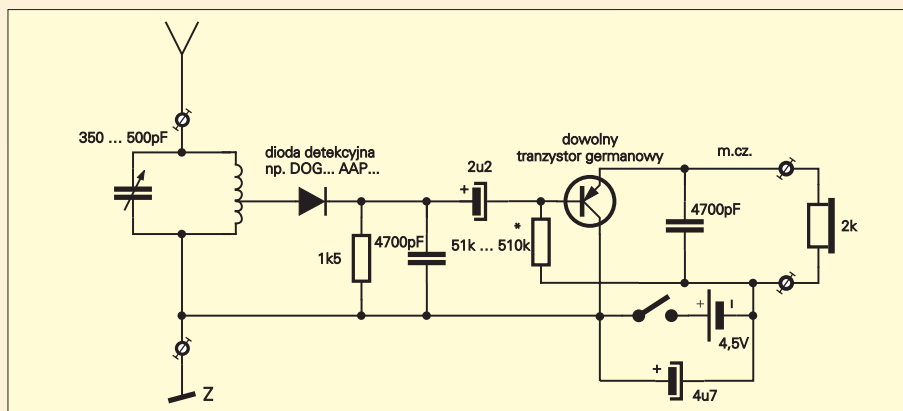 350 ... 500pF
dioda detekcyjna
np. DOG... AAP...
2u2
+
dowolny
tranzystor germanowy
m.cz.
*
4700pF
51k ... 510k
1k5
4700pF
2k
+
I
4,5V
+
4u7
Z